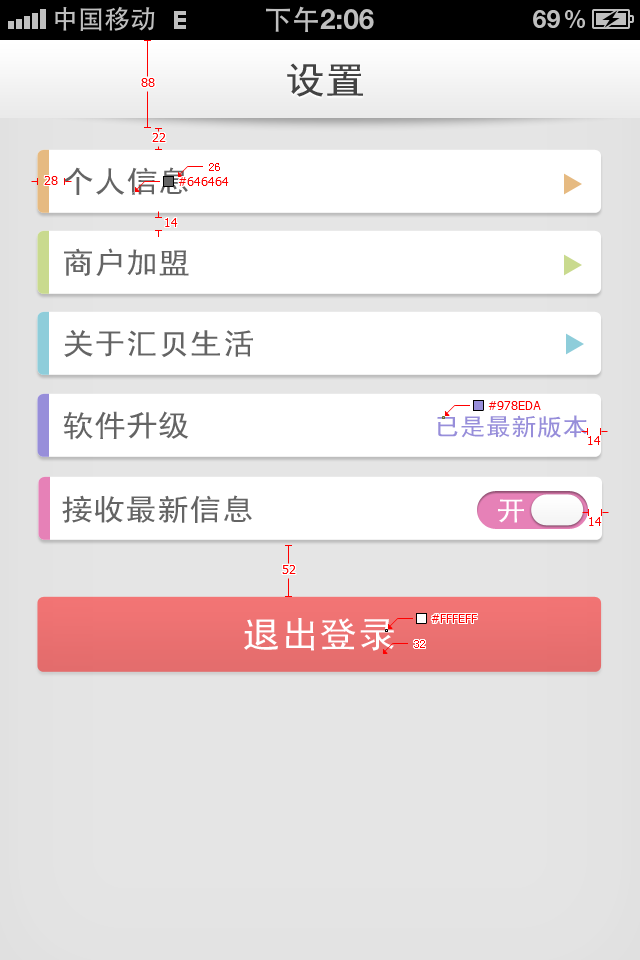 中国移动 E 下午2:06 69%
88
设置
22
26
28 个人信息 #646464
14
商户加盟
关于汇贝生活
#978EDA
软件升级 已是最新版本
14
接收最新信息 开
14
52
#FFFEFF
退出登录
32